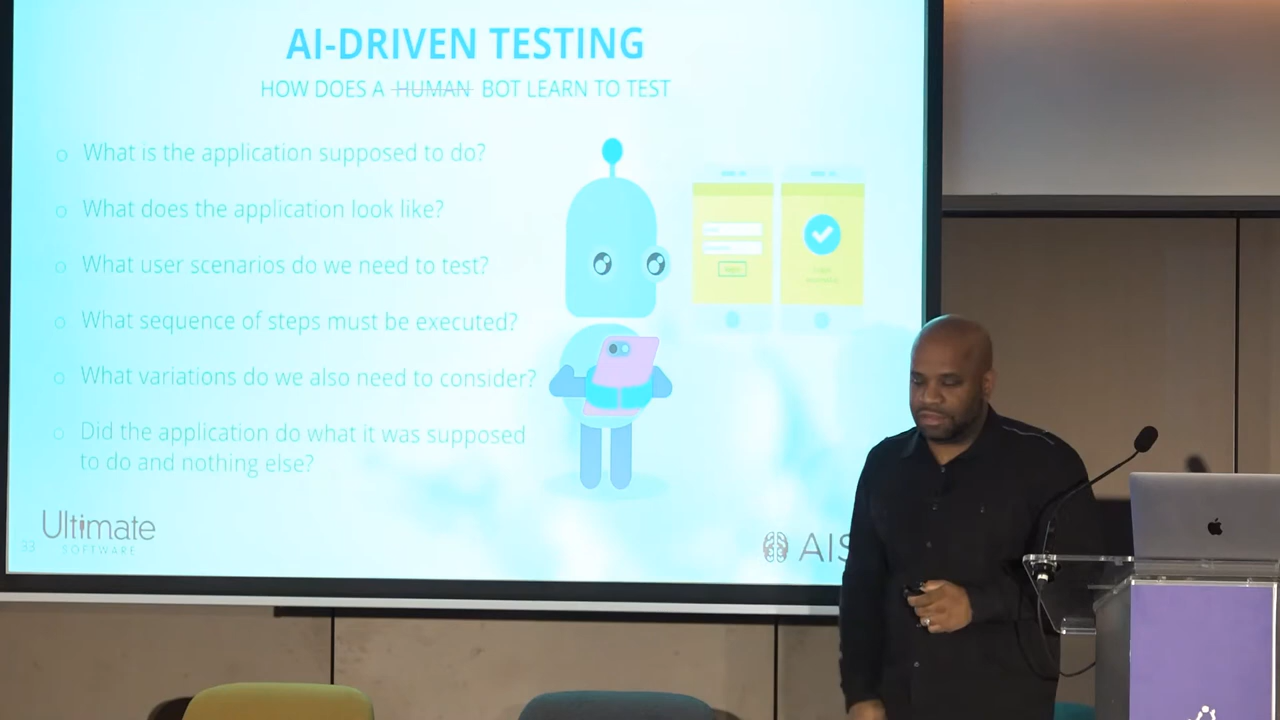 AI-DRIVEN TESTING
HOW DOES A HUMAN BOT LEARN TO TEST
What is the application supposed to do?
What does the application look like?
What user scenarios do we need to test?
What sequence of steps must be executed?
What variations do we also need to consider?
Did the application do what it was supposed
to do and nothing else?
Ultimate
SOFTWARE
33
AIS